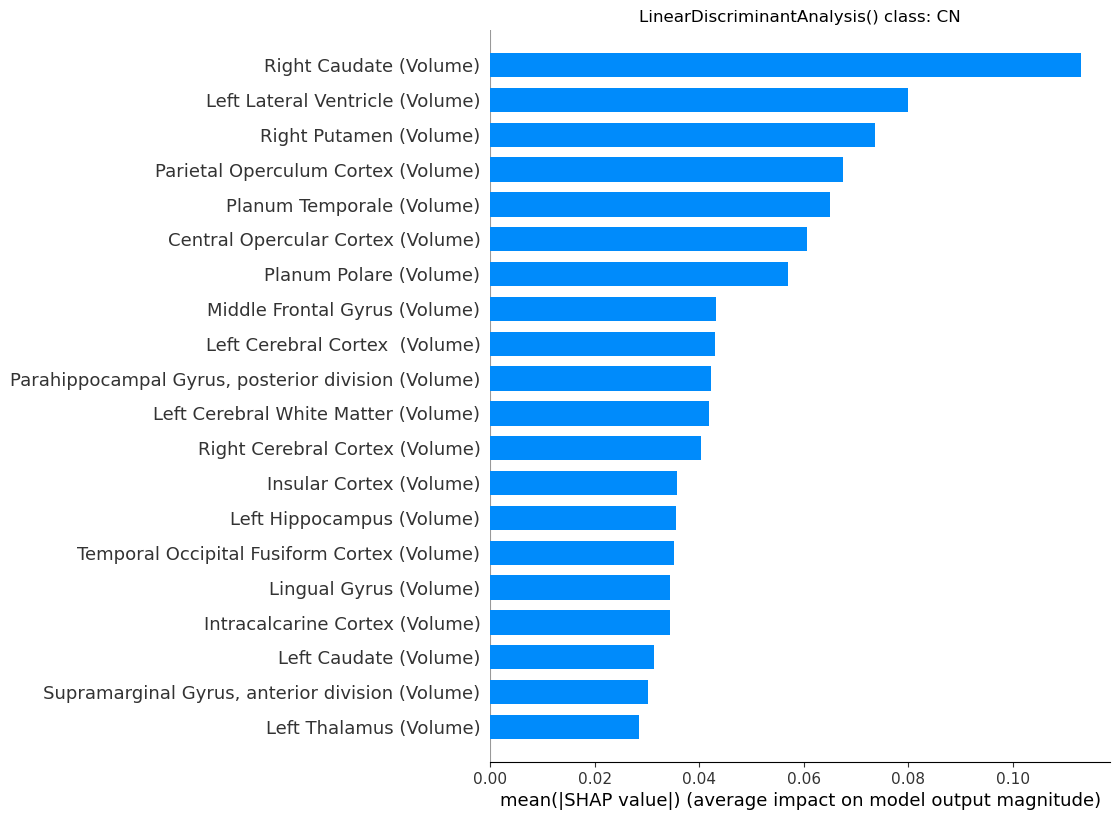 LinearDiscriminantAnalysis() class: CN
Right Caudate (Volume)
Left Lateral Ventricle (Volume)
Right Putamen (Volume)
Parietal Operculum Cortex (Volume)
Planum Temporale (Volume)
Central Opercular Cortex (Volume)
Planum Polare (Volume)
Middle Frontal Gyrus (Volume)
Left Cerebral Cortex  (Volume)
Parahippocampal Gyrus, posterior division (Volume)
Left Cerebral White Matter (Volume)
Right Cerebral Cortex (Volume)
Insular Cortex (Volume)
Left Hippocampus (Volume)
Temporal Occipital Fusiform Cortex (Volume)
Lingual Gyrus (Volume)
Intracalcarine Cortex (Volume)
Left Caudate (Volume)
Supramarginal Gyrus, anterior division (Volume)
Left Thalamus (Volume)
0.00 0.02 0.04 0.06 0.08 0.10
mean(|SHAP value|) (average impact on model output magnitude)